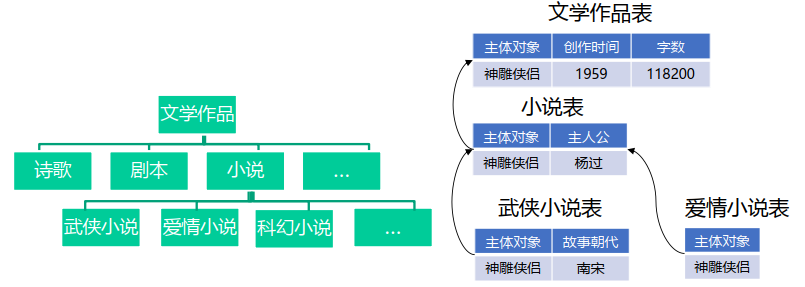 文学作品
诗歌
剧本
小说
...
武侠小说
爱情小说
科幻小说
...
文学作品表
主体对象 创作时间 字数
神雕侠侣 1959 118200
小说表
主体对象 主人公
神雕侠侣 杨过
武侠小说表
主体对象 故事朝代
神雕侠侣 南宋
爱情小说表
主体对象
神雕侠侣